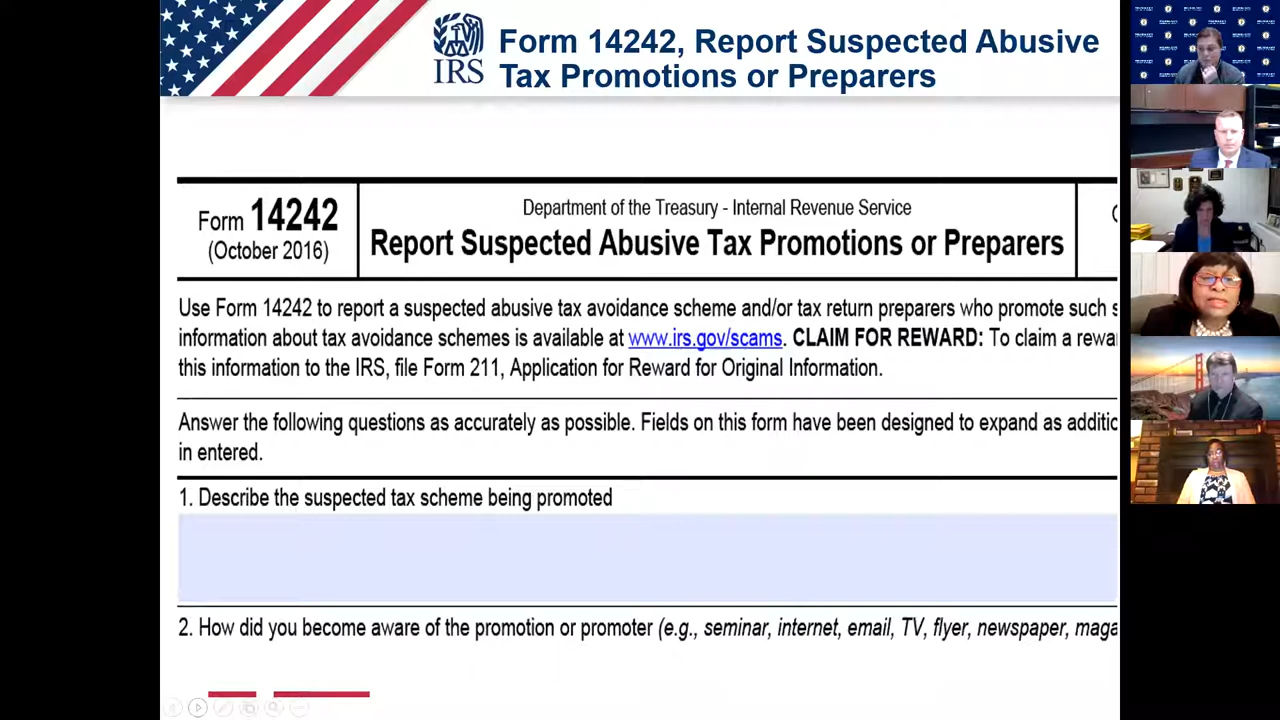 IRS
Form 14242, Report Suspected Abusive
Tax Promotions or Preparers
Form 14242
(October 2016)
Department of the Treasury - Internal Revenue Service
Report Suspected Abusive Tax Promotions or Preparers
Use Form 14242 to report a suspected abusive tax avoidance scheme and/or tax return preparers who promote such s
information about tax avoidance schemes is available at www.irs.gov/scams. CLAIM FOR REWARD: To claim a rewar
this information to the IRS, file Form 211, Application for Reward for Original Information.
Answer the following questions as accurately as possible. Fields on this form have been designed to expand as additio
in entered.
1. Describe the suspected tax scheme being promoted
2. How did you become aware of the promotion or promoter (e.g., seminar, internet, email, TV, flyer, newspaper, maga